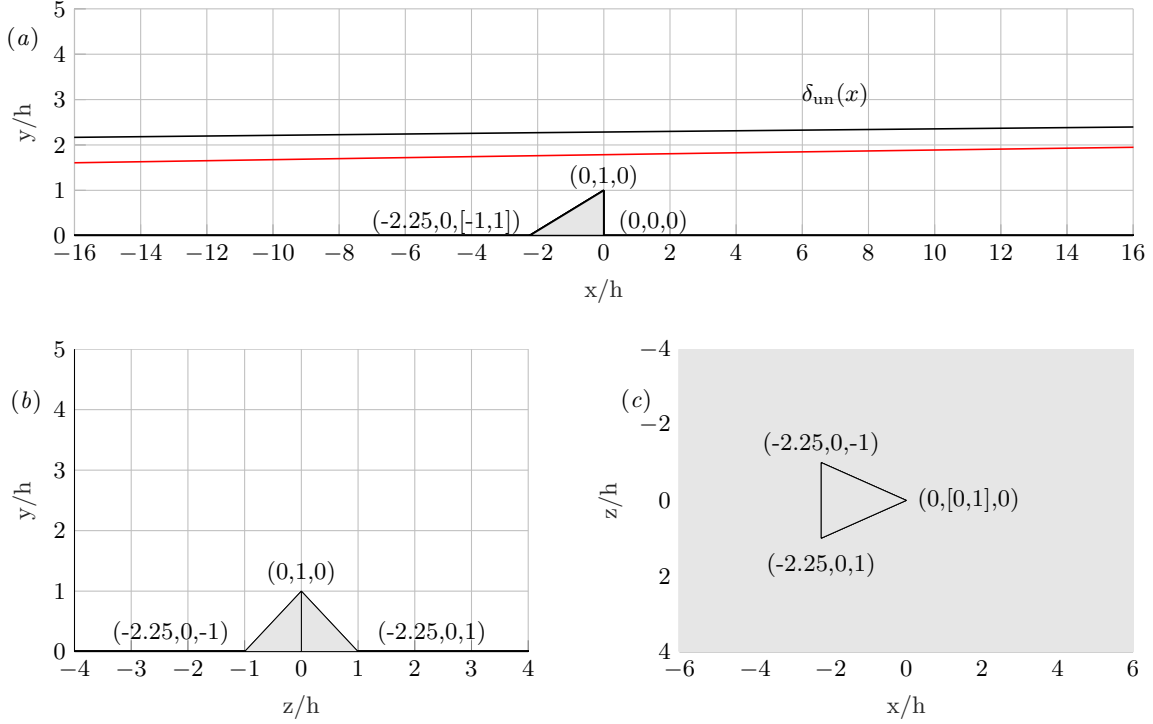 (a)
y/h
5
4
3
2
1
0
δun(x)
(0,1,0)
(-2.25,0,[-1,1])
(0,0,0)
−16 −14 −12 −10 −8 −6 −4 −2 0 2 4 6 8 10 12 14 16
x/h
(b)
y/h
5
4
3
2
1
0
(0,1,0)
(-2.25,0,-1)
(-2.25,0,1)
−4 −3 −2 −1 0 1 2 3 4
z/h
(c)
z/h
−4
−2
0
2
4
(-2.25,0,-1)
(0,[0,1],0)
(-2.25,0,1)
−6 −4 −2 0 2 4 6
x/h